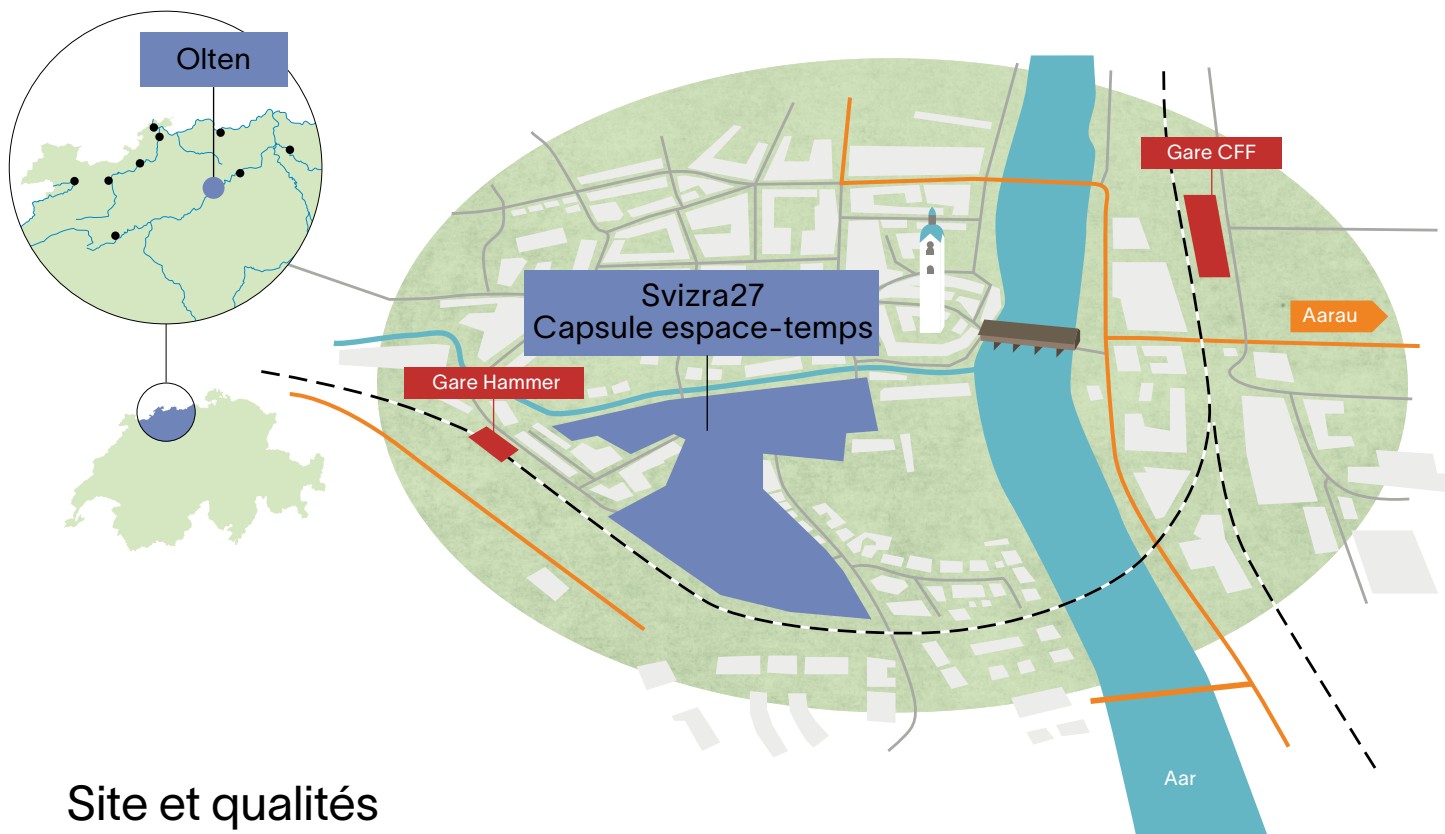 Olten
Gare CFF
Svizra27
Capsule espace-temps
Aarau
Gare Hammer
Aar
Site et qualités